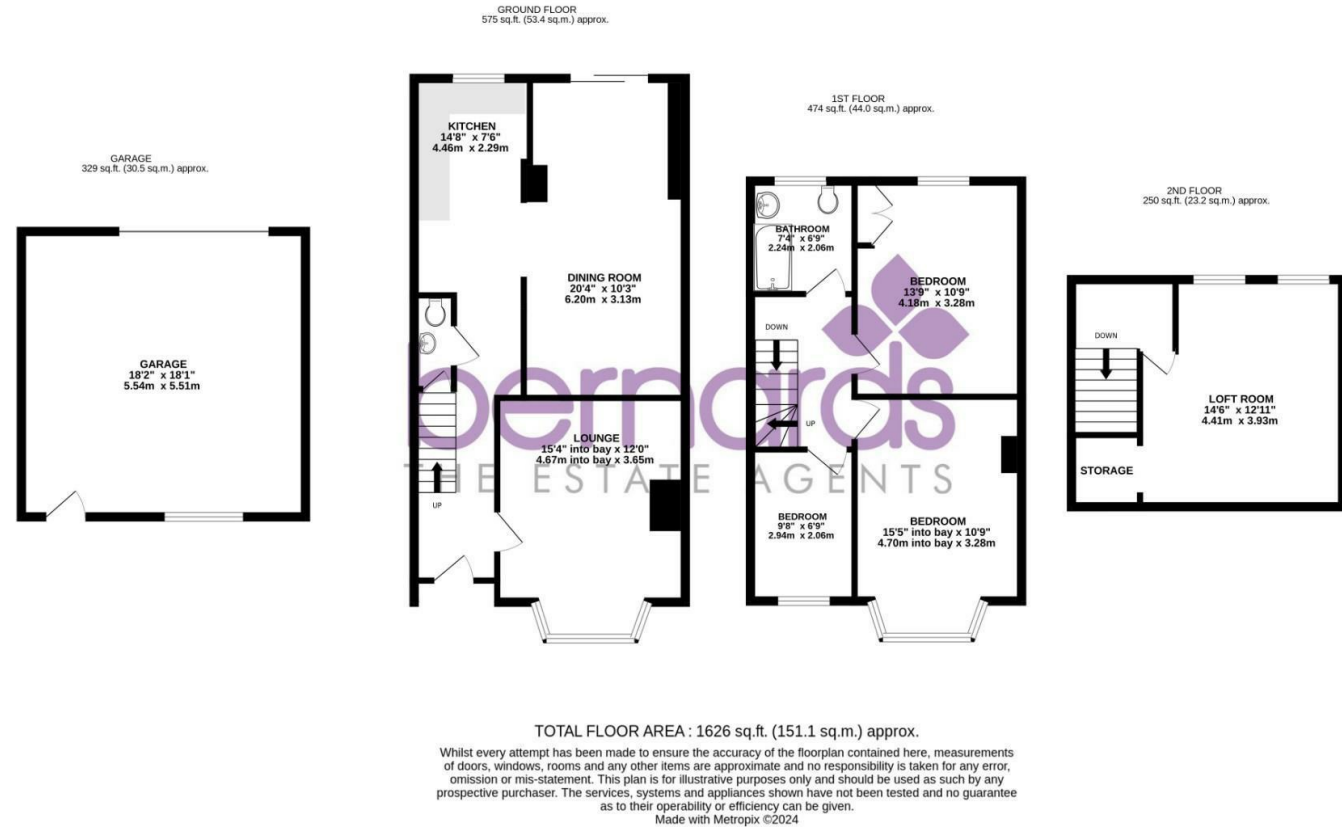 GROUND FLOOR
575 sq.ft. (53.4 sq.m.) approx.
1ST FLOOR
474 sq.ft. (44.0 sq.m.) approx.
GARAGE
329 sq.ft. (30.5 sq.m.) approx.
2ND FLOOR
250 sq.ft. (23.2 sq.m.) approx.
KITCHEN
14'8" x 7'6"
4.46m x 2.29m
DINING ROOM
20'4" x 10'3"
6.20m x 3.13m
BATHROOM
7'4" x 6'9"
2.24m x 2.06m
BEDROOM
13'9" x 10'9"
4.18m x 3.28m
DOWN
UP
DOWN
GARAGE
18'2" x 18'1"
5.54m x 5.51m
LOFT ROOM
14'6" x 12'11"
4.41m x 3.93m
STORAGE
bernards
THE ESTATE AGENTS
LOUNGE
15'4" into bay x 12'0"
4.67m into bay x 3.65m
UP
BEDROOM
9'8" x 6'9"
2.94m x 2.06m
BEDROOM
15'5" into bay x 10'9"
4.70m into bay x 3.28m
TOTAL FLOOR AREA : 1626 sq.ft. (151.1 sq.m.) approx.
Whilst every attempt has been made to ensure the accuracy of the floorplan contained here, measurements
of doors, windows, rooms and any other items are approximate and no responsibility is taken for any error,
omission or mis-statement. This plan is for illustrative purposes only and should be used as such by any
prospective purchaser. The services, systems and appliances shown have not been tested and no guarantee
as to their operability or efficiency can be given.
Made with Metropix ©2024